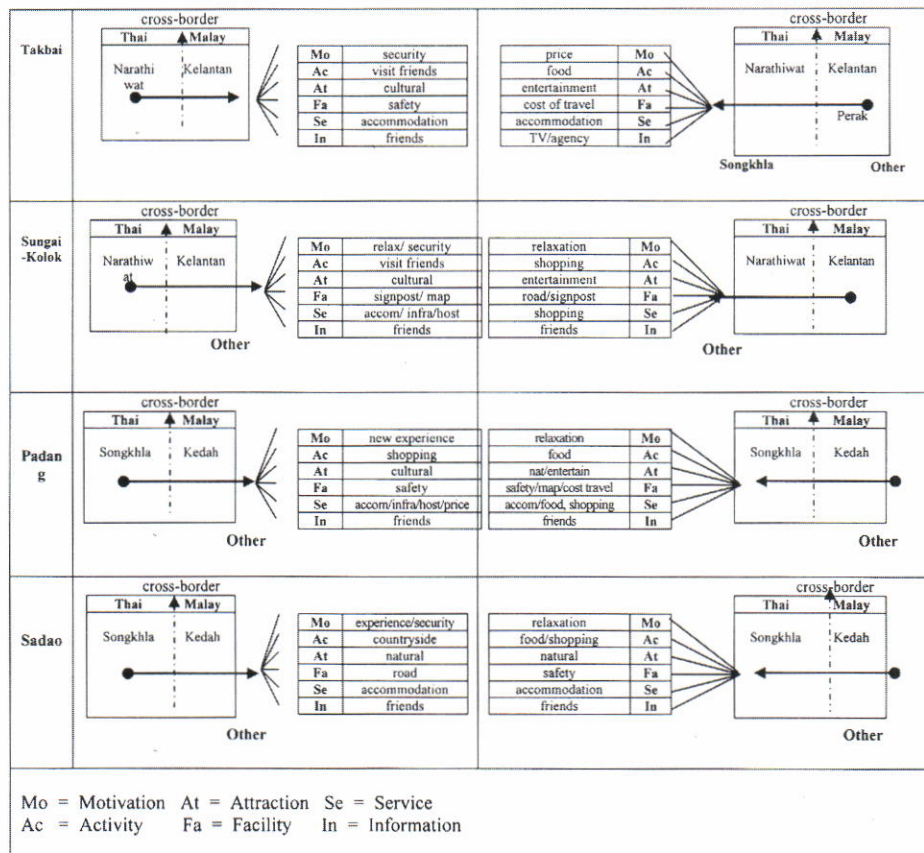 Takbai
cross-border
Thai Malay
Narathi
wat
Kelantan
Mo security
Ac visit friends
At cultural
Fa safety
Se accommodation
In friends
price Mo
food Ac
entertainment At
cost of travel Fa
accommodation Se
TV/agency In
cross-border
Thai Malay
Narathiwat Kelantan
Perak
Songkhla Other
Sungai
-Kolok
cross-border
Thai Malay
Narathiw
at
Kelantan
Other
Mo relax/ security
Ac visit friends
At cultural
Fa signpost/ map
Se accom/ infra/host
In friends
relaxation Mo
shopping Ac
entertainment At
road/signpost Fa
shopping Se
friends In
cross-border
Thai Malay
Narathiwat Kelantan
Other
Padan
g
cross-border
Thai Malay
Songkhla Kedah
Other
Mo new experience
Ac shopping
At cultural
Fa safety
Se accom/infra/host/price
In friends
relaxation Mo
food Ac
nat/entertain At
safety/map/cost travel Fa
accom/food, shopping Se
friends In
cross-border
Thai Malay
Songkhla Kedah
Other
Sadao
cross-border
Thai Malay
Songkhla Kedah
Other
Mo experience/security
Ac countryside
At natural
Fa road
Se accommodation
In friends
relaxation Mo
food/shopping Ac
natural At
safety Fa
accommodation Se
friends In
cross-border
Thai Malay
Songkhla Kedah
Other
Mo = Motivation At = Attraction Se = Service
Ac = Activity Fa = Facility In = Information